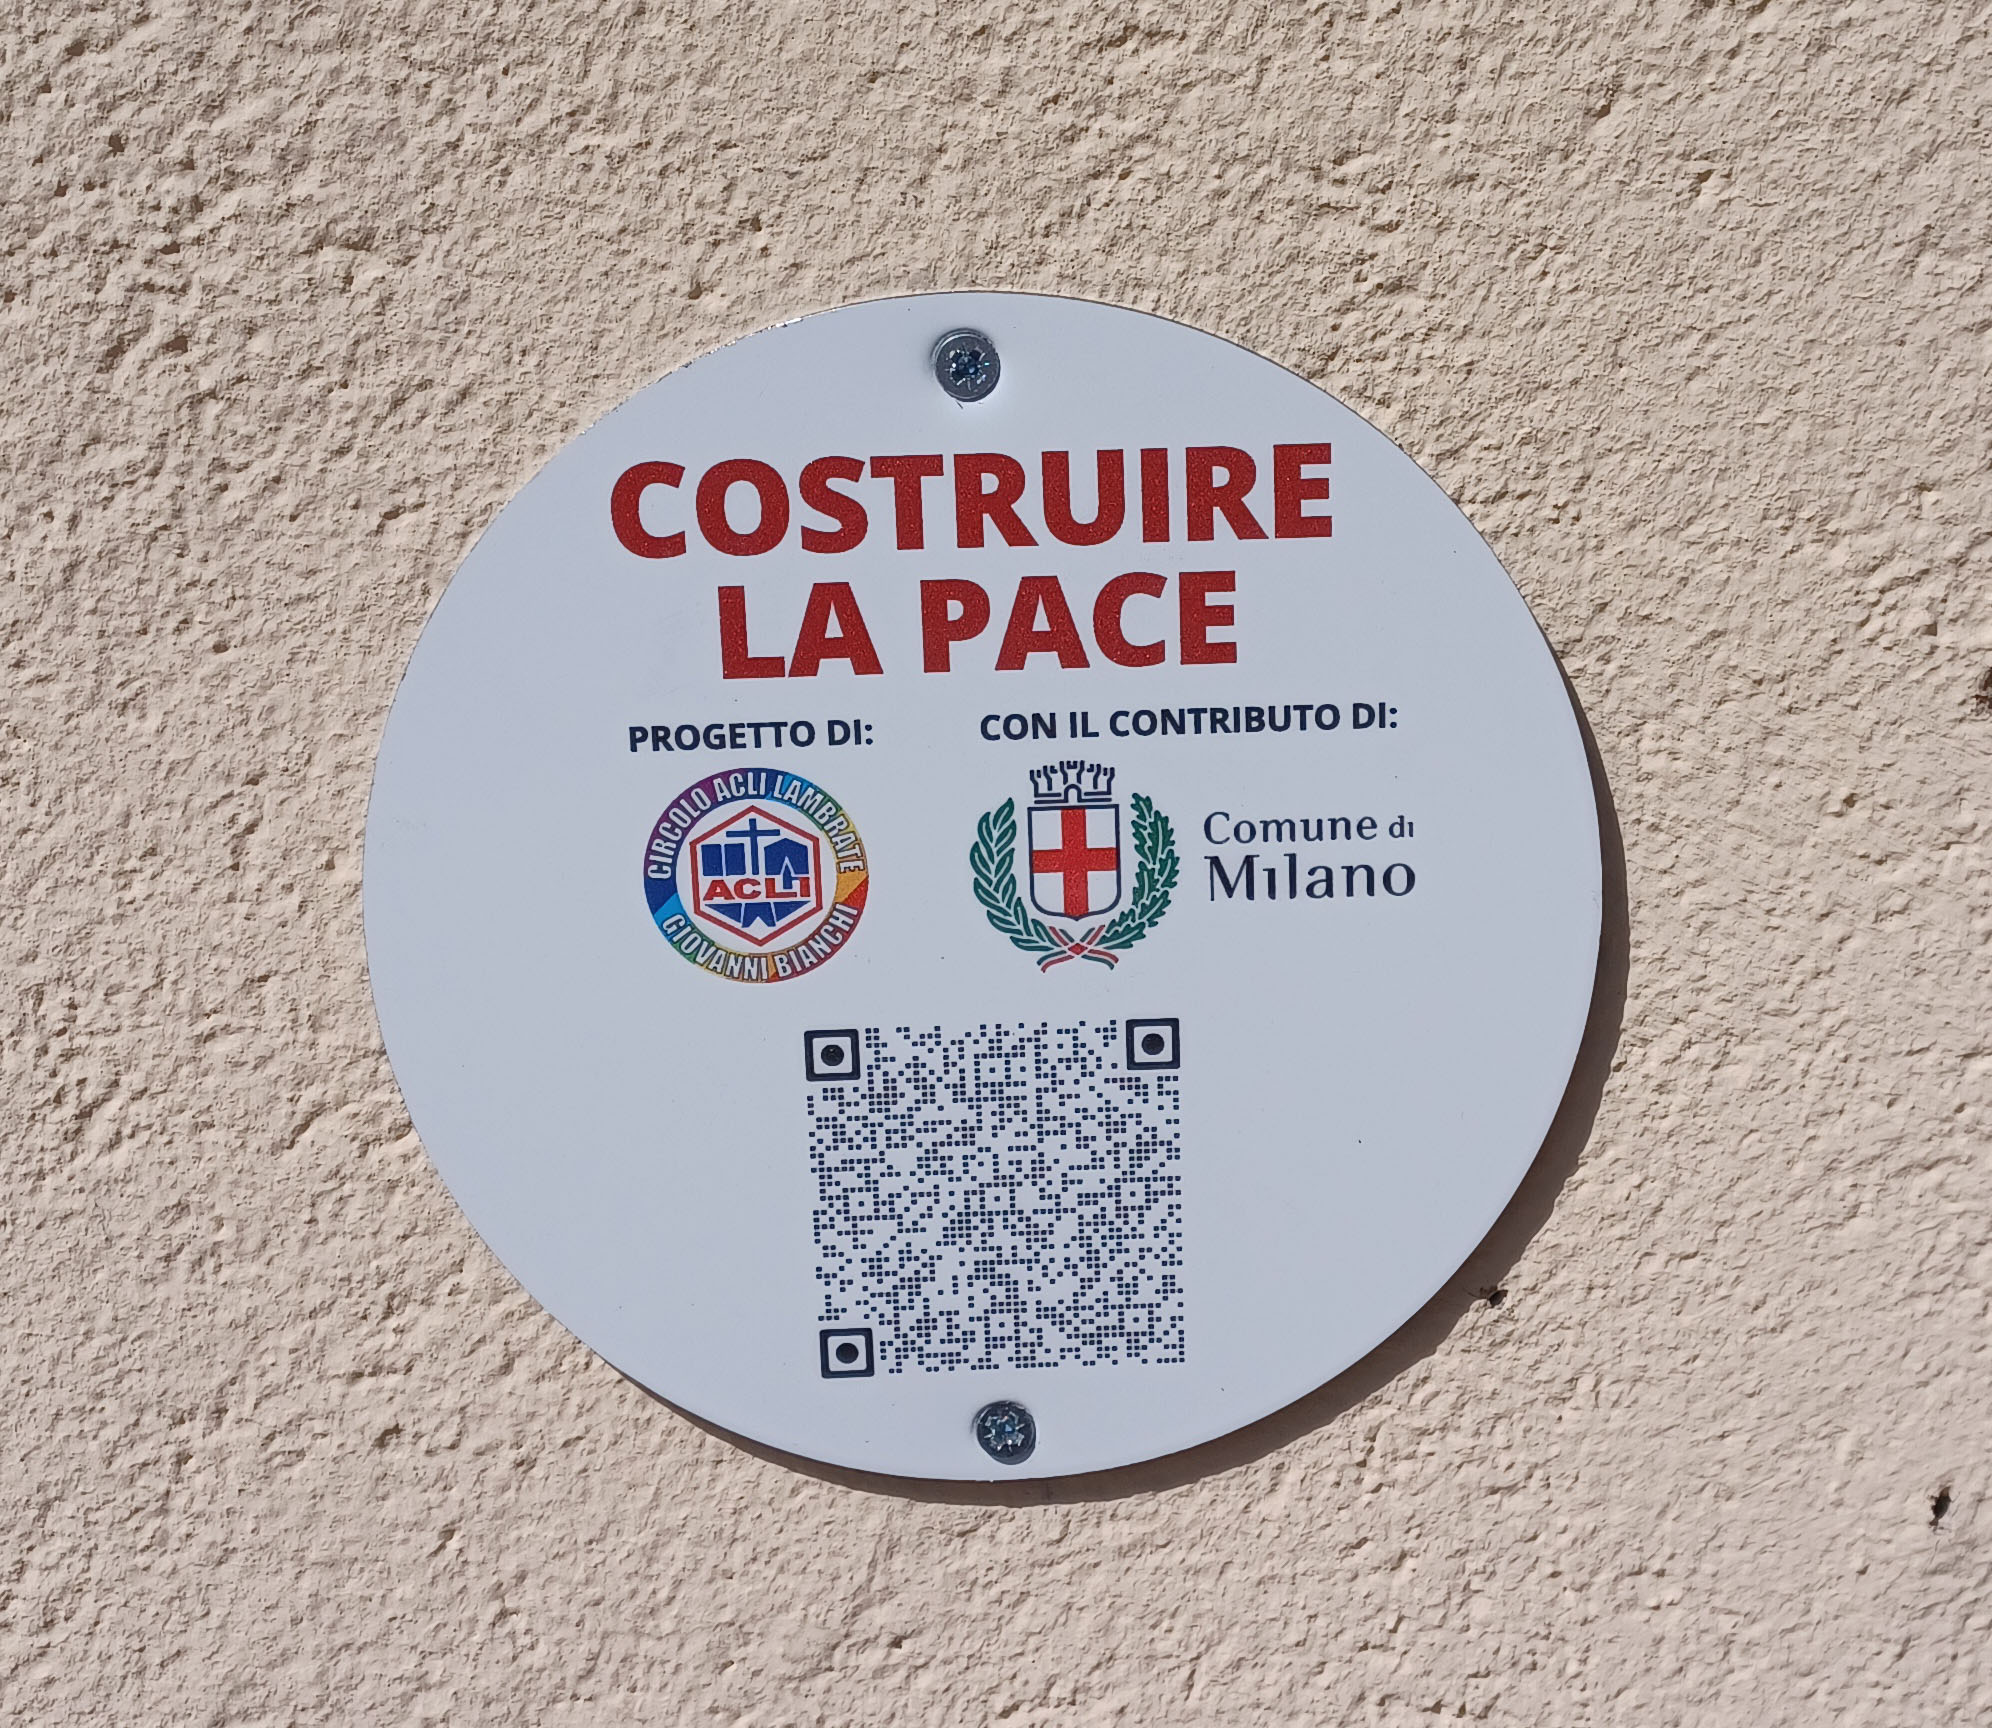 COSTRUIRE
LA PACE
PROGETTO DI:
CON IL CONTRIBUTO DI:
CIRCOLO ACLI LAMBRATE
ACLI
GIOVANNI BIANCHI
Comune di
Milano